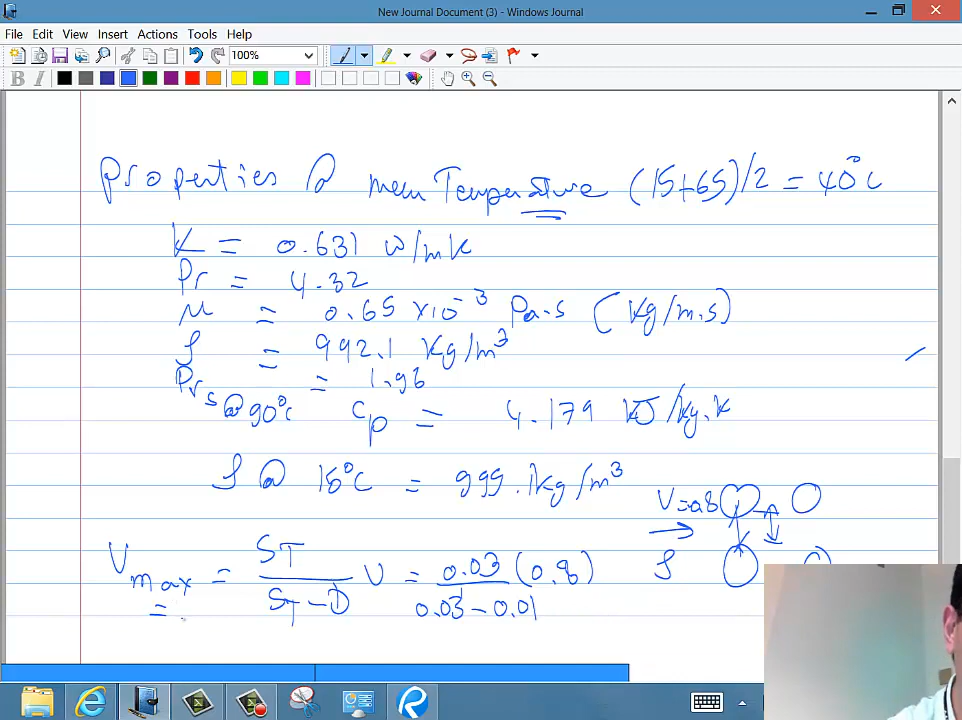 New Journal Document (3) - Windows Journal
File Edit View Insert Actions Tools Help
100%
B I
Properties @ mean Temperature (15+65)/2 = 40°C
K = 0.631 W/mK
Pr = 4.32
μ = 0.65 x10⁻³ Pa.s (kg/m.s)
ρ = 992.1 kg/m³
Pr s@90°C = 1.96
Cp = 4.179 kJ/kg.K
ρ @ 15°C = 999.1kg/m³
V=0.8
ρ
Vmax = ST/(ST-D) V = 0.03/(0.03-0.01) (0.8)
=